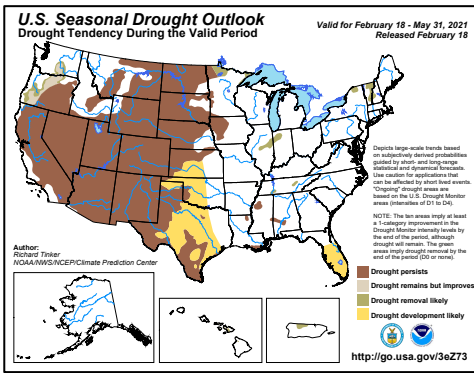 U.S. Seasonal Drought Outlook
Drought Tendency During the Valid Period
Valid for February 18 - May 31, 2021
Released February 18
Depicts large-scale trends based
on subjectively derived probabilities
guided by short- and long-range
statistical and dynamical forecasts.
Use caution for applications that
can be affected by short lived events.
"Ongoing" drought areas are
based on the U.S. Drought Monitor
areas (intensities of D1 to D4).
NOTE: The tan areas imply at least
a 1-category improvement in the
Drought Monitor intensity levels by
the end of the period, although
drought will remain. The green
areas imply drought removal by the
end of the period (D0 or none).
Author:
Richard Tinker
NOAA/NWS/NCEP/Climate Prediction Center
Drought persists
Drought remains but improves
Drought removal likely
Drought development likely
http://go.usa.gov/3eZ73